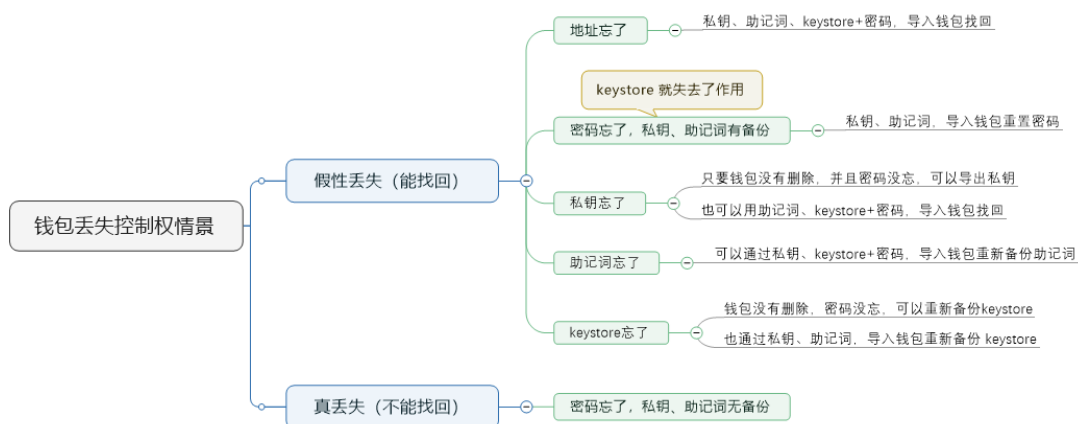 钱包丢失控制权情景
假性丢失（能找回）
地址忘了
私钥、助记词、keystore+密码，导入钱包找回
keystore 就失去了作用
密码忘了，私钥、助记词有备份
私钥、助记词，导入钱包重置密码
私钥忘了
只要钱包没有删除，并且密码没忘，可以导出私钥
也可以用助记词、keystore+密码，导入钱包找回
助记词忘了
可以通过私钥、keystore+密码，导入钱包重新备份助记词
keystore忘了
钱包没有删除，密码没忘，可以重新备份keystore
也通过私钥、助记词，导入钱包重新备份 keystore
真丢失（不能找回）
密码忘了，私钥、助记词无备份